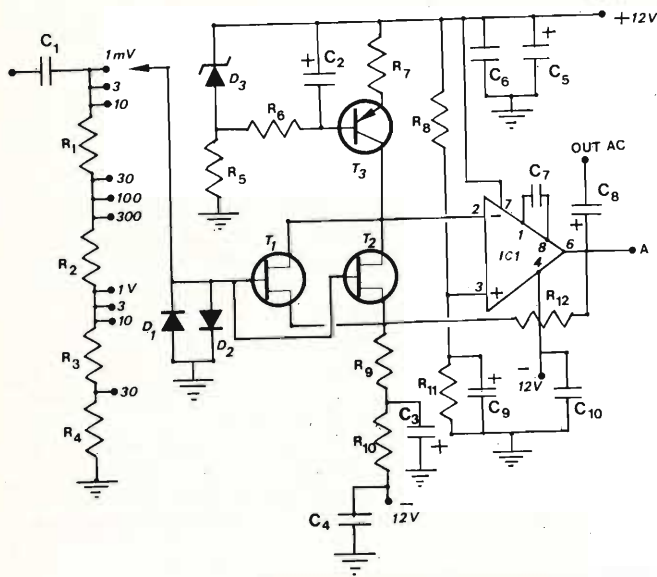 C1
1mV
3
10
R1
30
100
300
R2
1V
3
10
R3
30
R4
D3
R5
R6
C2
+
R7
T3
R8
+12V
C6
+
C5
OUT AC
C7
C8
+
2
-
7
1
8
6
A
IC1
3
+
4
R12
T1
T2
D1
D2
R9
R10
C3
+
R11
+
C9
-
12V
C10
-
12V
C4